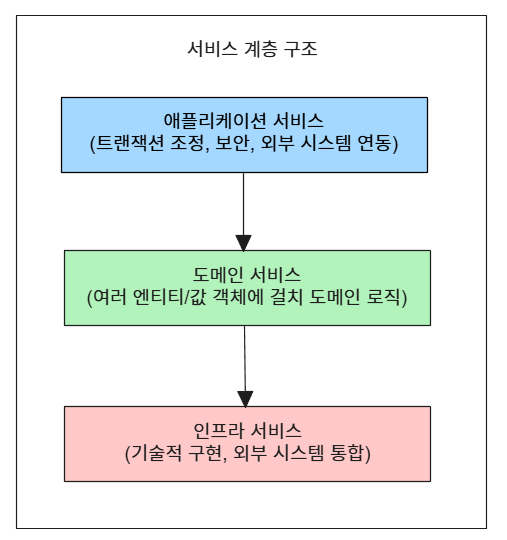 서비스 계층 구조
애플리케이션 서비스
(트랜잭션 조정, 보안, 외부 시스템 연동)
도메인 서비스
(여러 엔티티/값 객체에 걸치 도메인 로직)
인프라 서비스
(기술적 구현, 외부 시스템 통합)